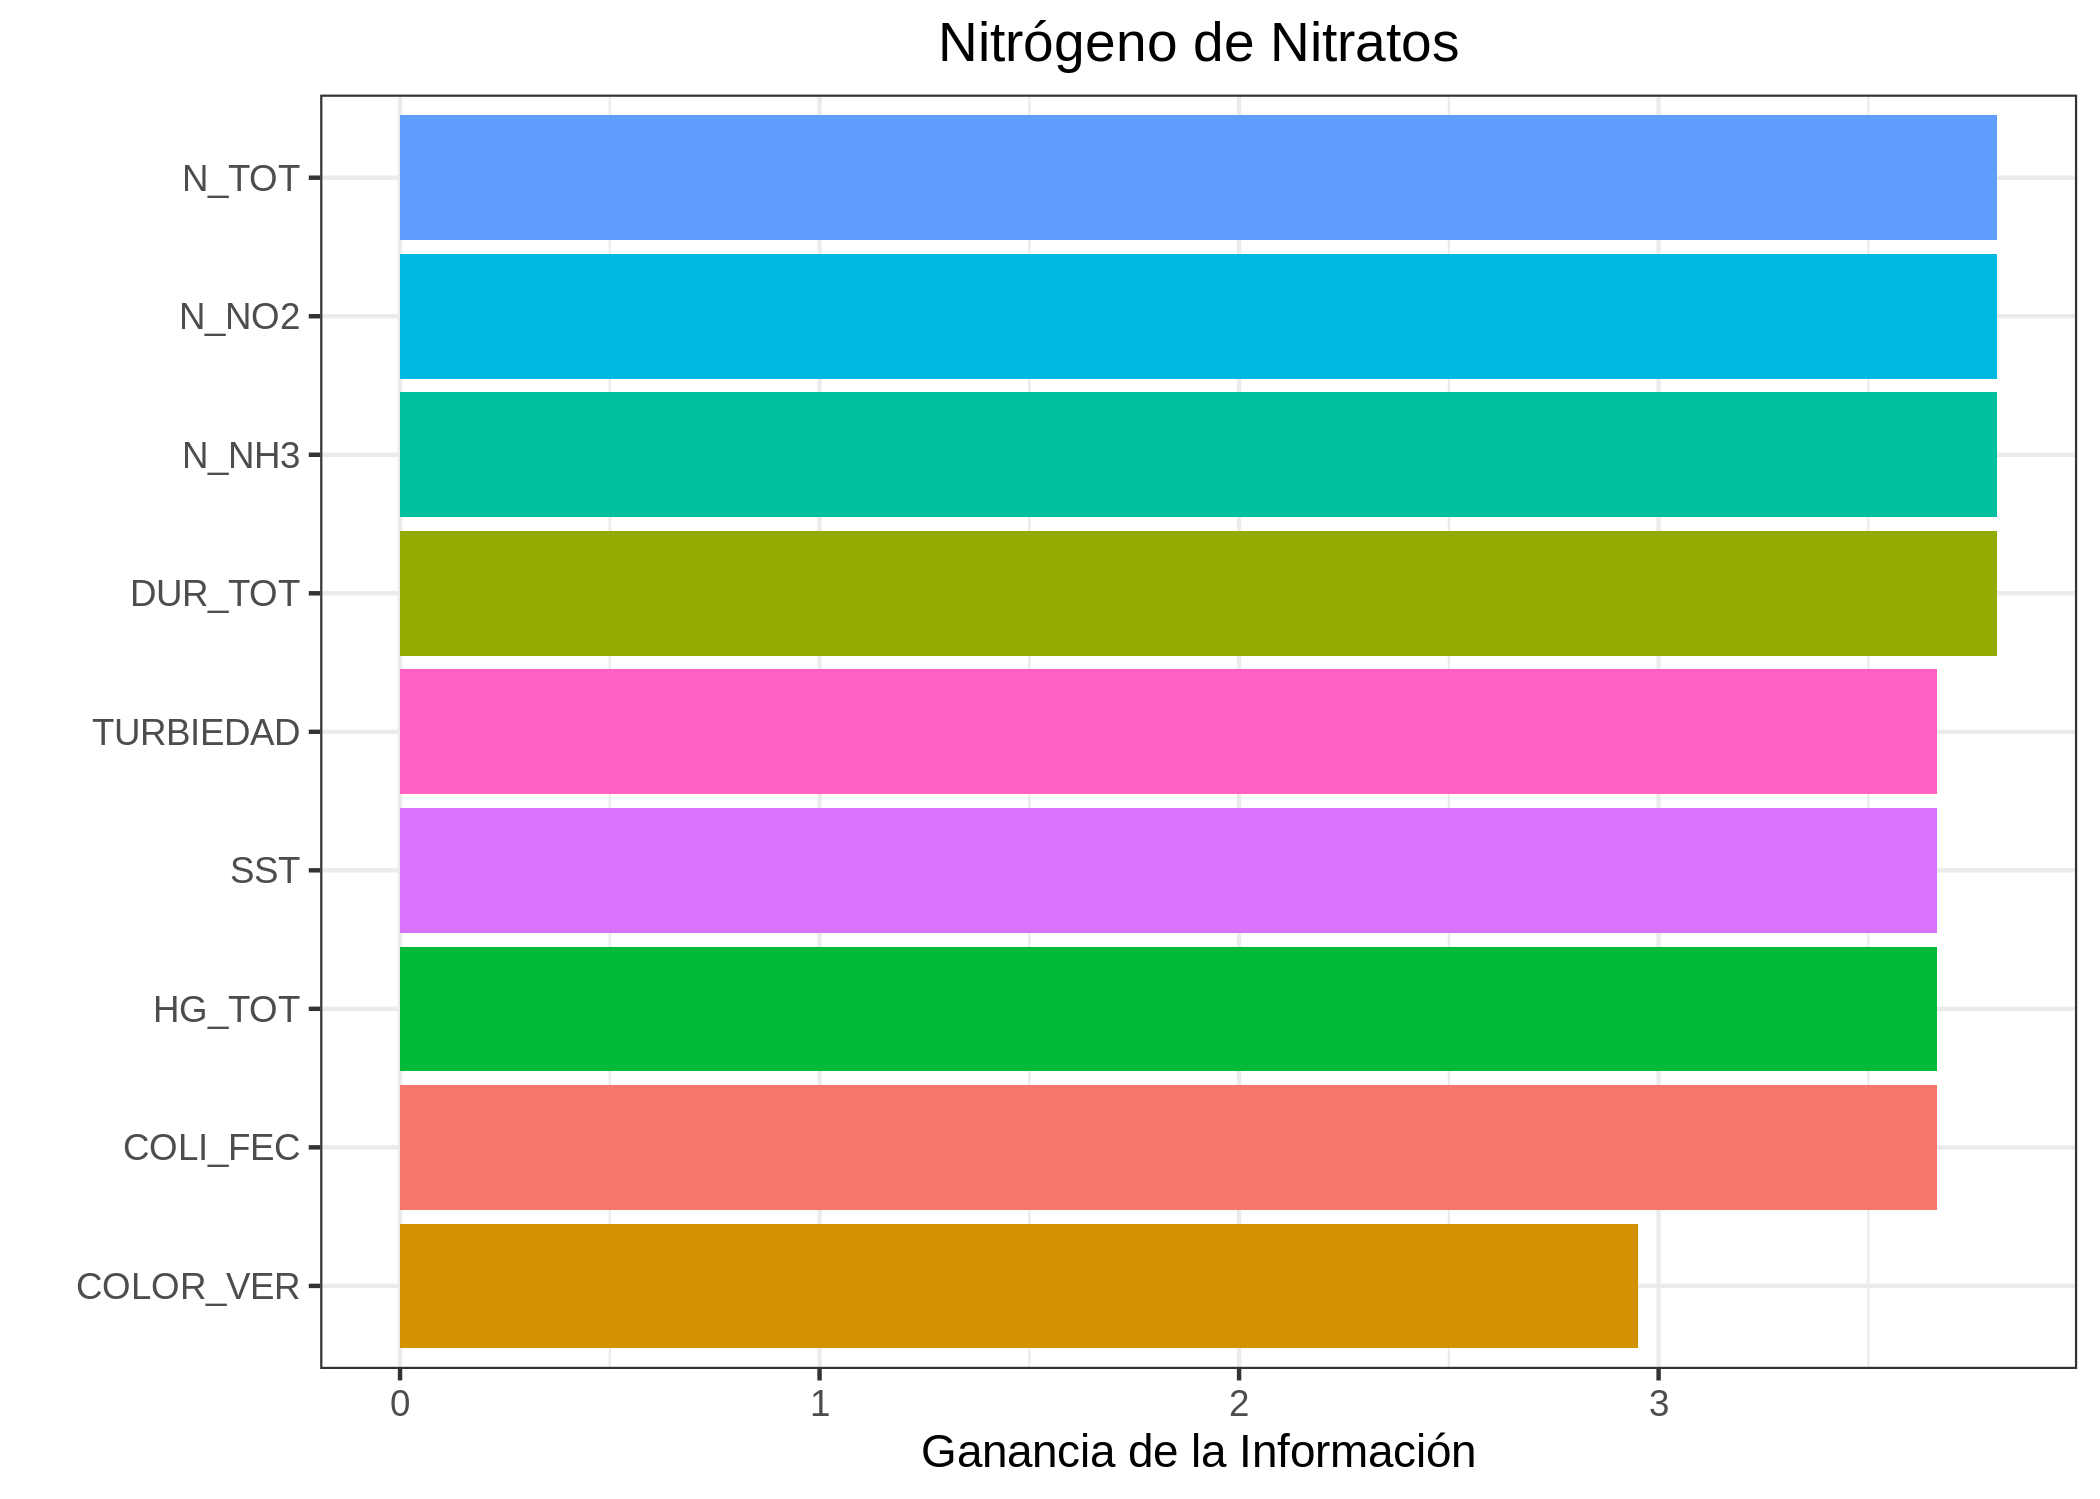 Nitrógeno de Nitratos
N_TOT
N_NO2
N_NH3
DUR_TOT
TURBIEDAD
SST
HG_TOT
COLI_FEC
COLOR_VER
0 1 2 3
Ganancia de la Información